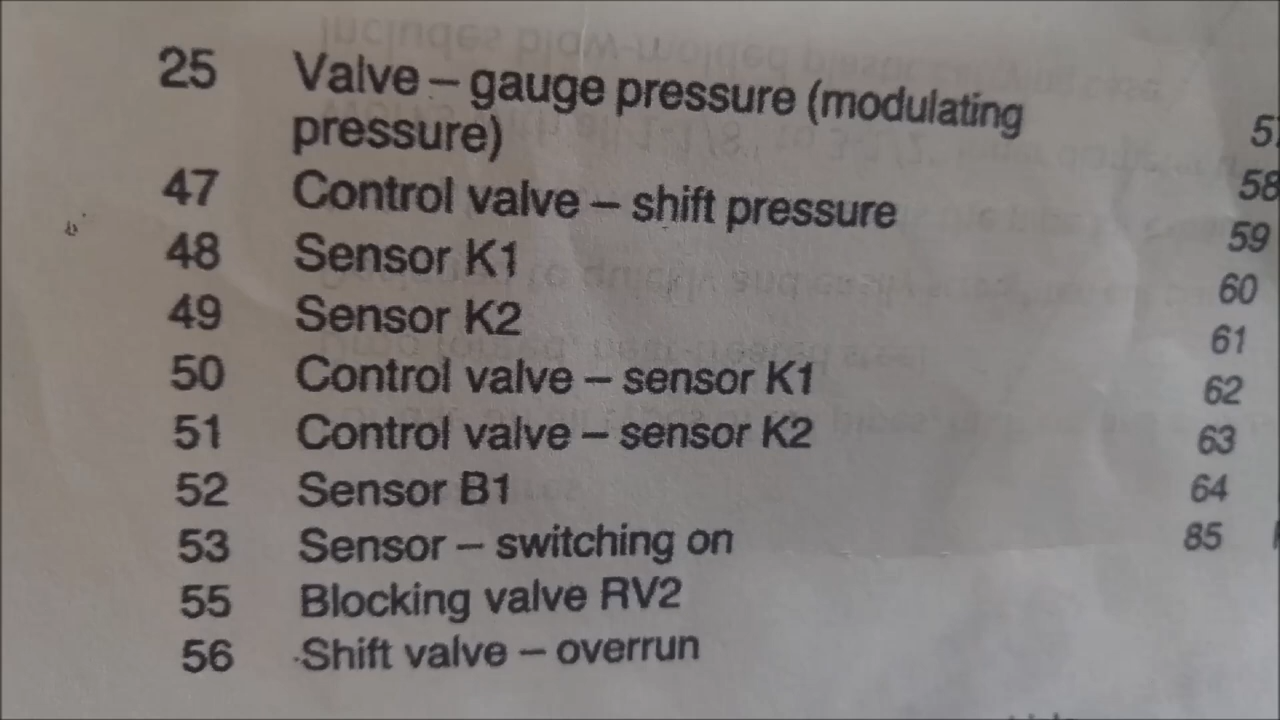 25 Valve – gauge pressure (modulating
pressure)
47 Control valve – shift pressure
48 Sensor K1
49 Sensor K2
50 Control valve – sensor K1
51 Control valve – sensor K2
52 Sensor B1
53 Sensor – switching on
55 Blocking valve RV2
56 Shift valve – overrun
58
59
60
61
62
63
64
85